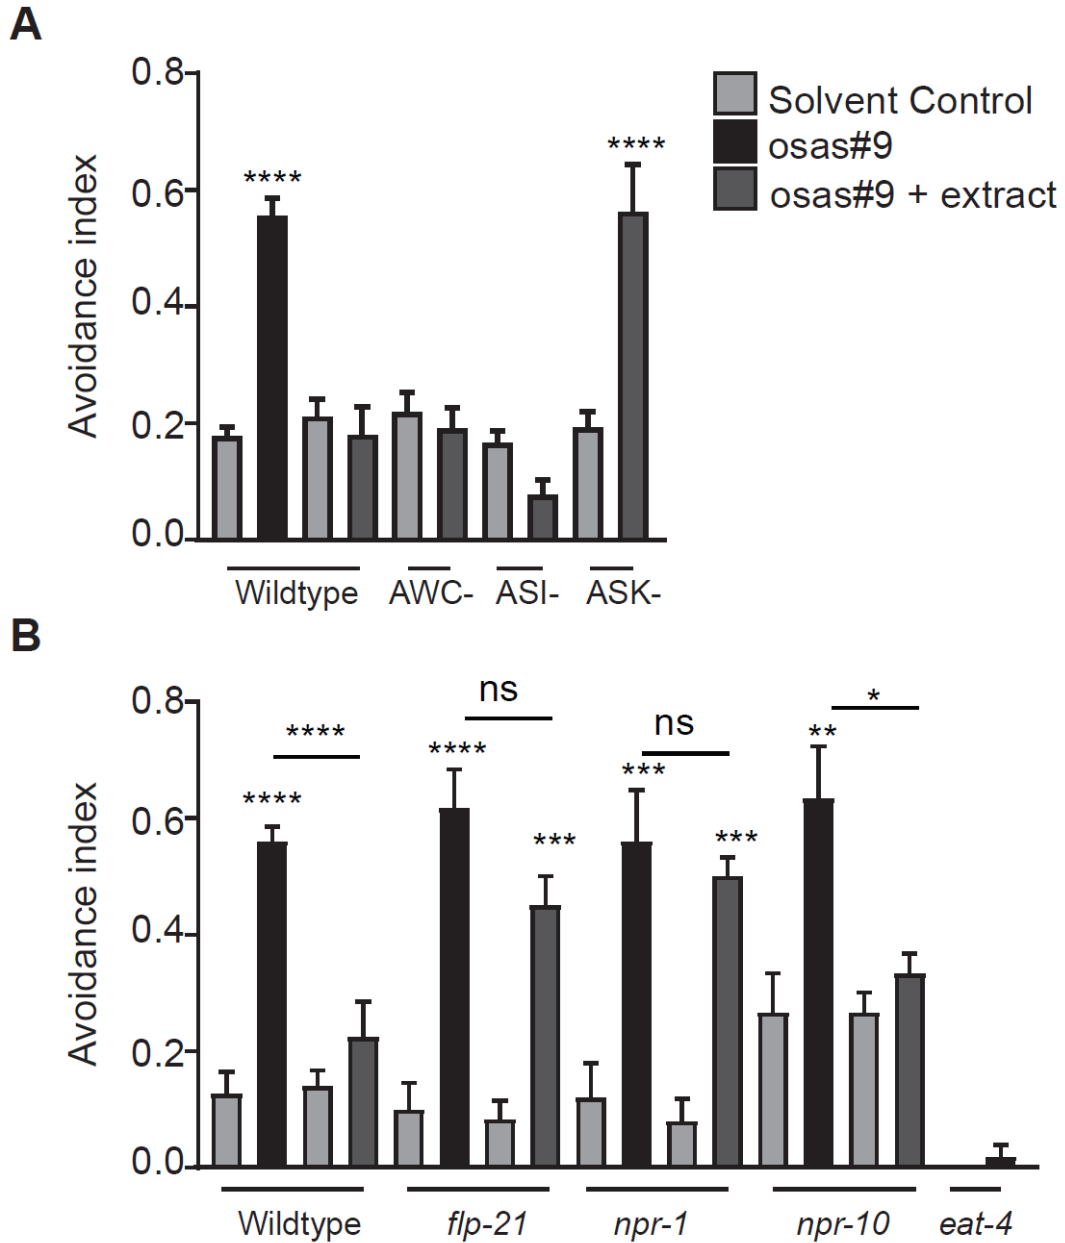 A
0.8
0.6
0.4
0.2
0.0
Avoidance index
****
****
Solvent Control
osas#9
osas#9 + extract
Wildtype AWC- ASI- ASK-
B
0.8
0.6
0.4
0.2
0.0
Avoidance index
**** ns ns *
**** **** *** **
*** ***
Wildtype flp-21 npr-1 npr-10 eat-4